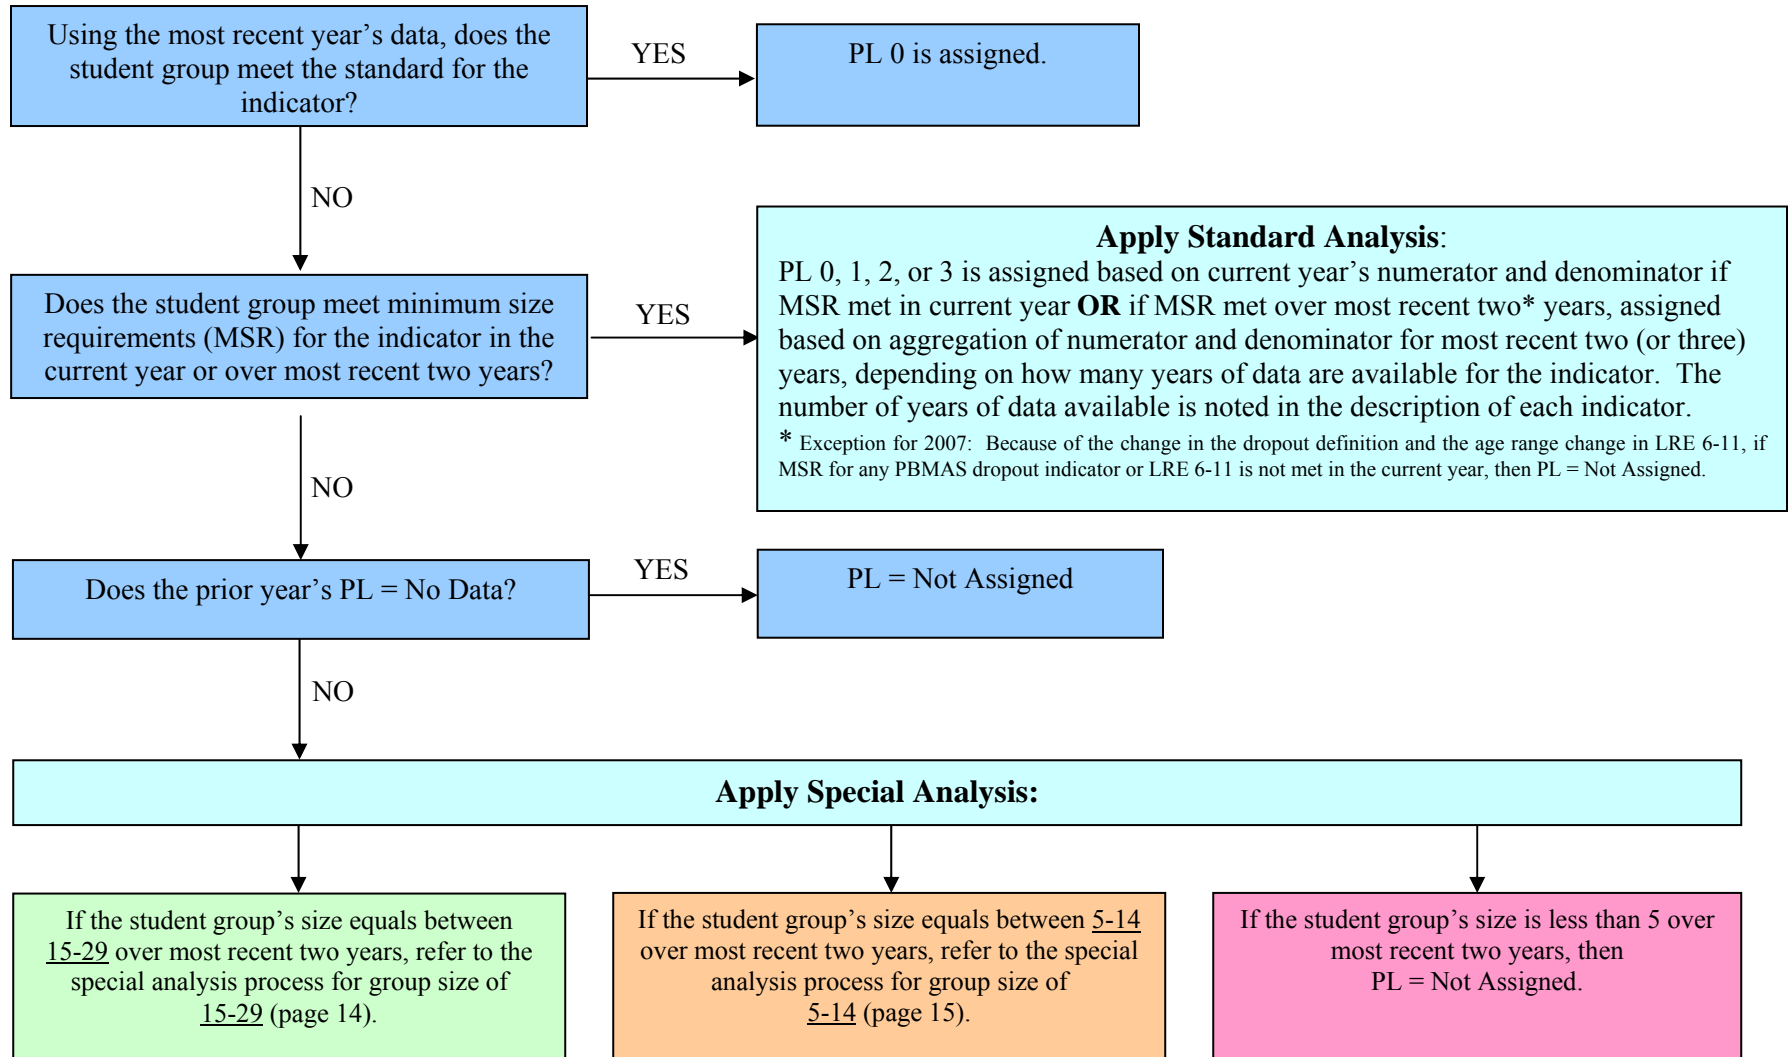 Using the most recent year’s data, does the
student group meet the standard for the
indicator?
YES
PL 0 is assigned.
NO
Does the student group meet minimum size
requirements (MSR) for the indicator in the
current year or over most recent two years?
YES
Apply Standard Analysis:
PL 0, 1, 2, or 3 is assigned based on current year’s numerator and denominator if
MSR met in current year OR if MSR met over most recent two* years, assigned
based on aggregation of numerator and denominator for most recent two (or three)
years, depending on how many years of data are available for the indicator. The
number of years of data available is noted in the description of each indicator.
* Exception for 2007: Because of the change in the dropout definition and the age range change in LRE 6-11, if
MSR for any PBMAS dropout indicator or LRE 6-11 is not met in the current year, then PL = Not Assigned.
NO
Does the prior year’s PL = No Data?
YES
PL = Not Assigned
NO
Apply Special Analysis:
If the student group’s size equals between
15-29 over most recent two years, refer to the
special analysis process for group size of
15-29 (page 14).
If the student group’s size equals between 5-14
over most recent two years, refer to the special
analysis process for group size of
5-14 (page 15).
If the student group’s size is less than 5 over
most recent two years, then
PL = Not Assigned.